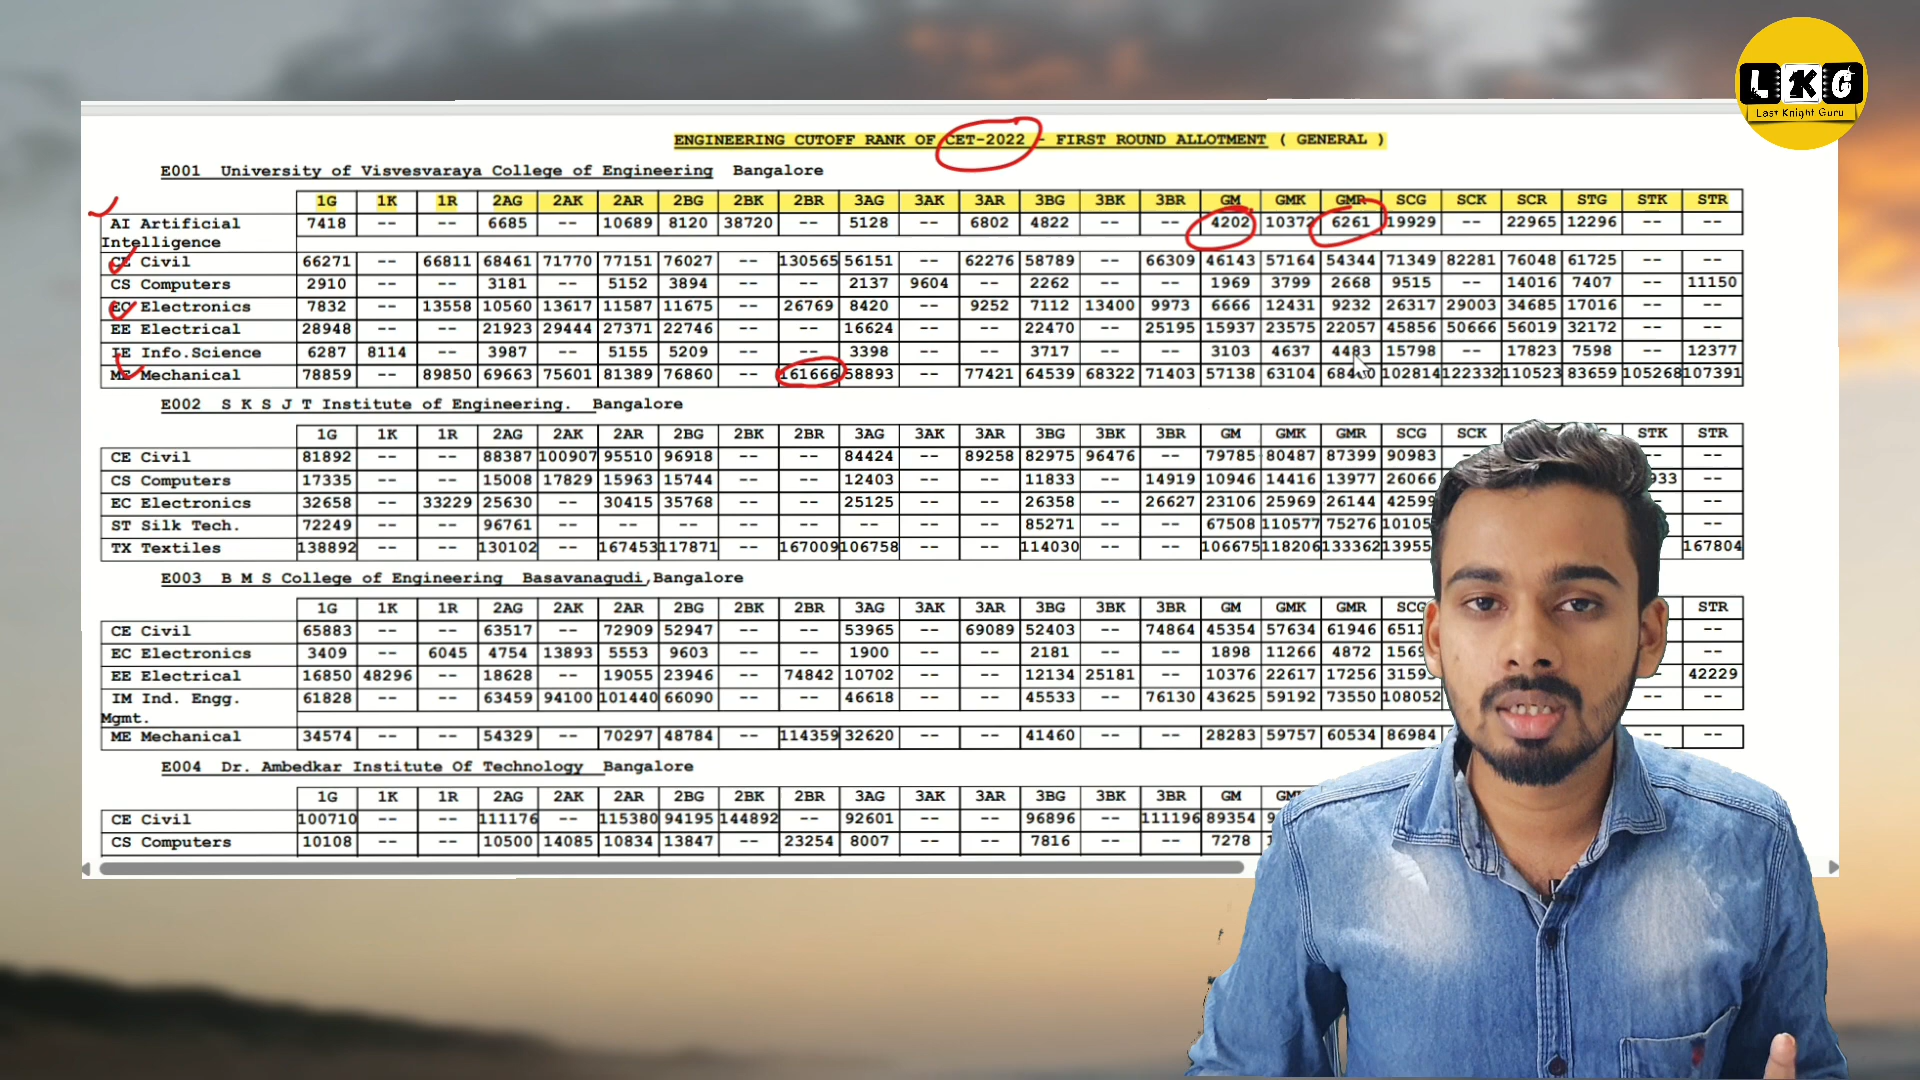 LKG
Last Knight Guru
ENGINEERING CUTOFF RANK OF CET-2022 - FIRST ROUND ALLOTMENT ( GENERAL )
E001 University of Visvesvaraya College of Engineering Bangalore
1G 1K 1R 2AG 2AK 2AR 2BG 2BK 2BR 3AG 3AK 3AR 3BG 3BK 3BR GM GMK GMR SCG SCK SCR STG STK STR
AI Artificial 7418 -- -- 6685 -- 10689 8120 38720 -- 5128 -- 6802 4822 -- -- 4202 10372 6261 19929 -- 22965 12296 -- --
Intelligence
CE Civil 66271 -- 66811 68461 71770 77151 76027 -- 130565 56151 -- 62276 58789 -- 66309 46143 57164 54344 71349 82281 76048 61725 -- --
CS Computers 2910 -- -- 3181 -- 5152 3894 -- -- 2137 9604 -- 2262 -- -- 1969 3799 2668 9515 -- 14016 7407 -- 11150
EC Electronics 7832 -- 13558 10560 13617 11587 11675 -- 26769 8420 -- 9252 7112 13400 9973 6666 12431 9232 26317 29003 34685 17016 -- --
EE Electrical 28948 -- -- 21923 29444 27371 22746 -- -- 16624 -- -- 22470 -- 25195 15937 23575 22057 45856 50666 56019 32172 -- --
IE Info.Science 6287 8114 -- 3987 -- 5155 5209 -- -- 3398 -- -- 3717 -- -- 3103 4637 4483 15798 -- 17823 7598 -- 12377
ME Mechanical 78859 -- 89850 69663 75601 81389 76860 -- 161666 58893 -- 77421 64539 68322 71403 57138 63104 102814 122332 110523 83659 105268 107391
E002 S K S J T Institute of Engineering. Bangalore
1G 1K 1R 2AG 2AK 2AR 2BG 2BK 2BR 3AG 3AK 3AR 3BG 3BK 3BR GM GMK GMR SCG SCK SCR STK STR
CE Civil 81892 -- -- 88387 100907 95510 96918 -- -- 84424 -- 89258 82975 96476 -- 79785 80487 87399 90983 -- --
CS Computers 17335 -- -- 15008 17829 15963 15744 -- -- 12403 -- -- 11833 -- 14919 10946 14416 13977 26066 933 --
EC Electronics 32658 -- 33229 25630 -- 30415 35768 -- -- 25125 -- -- 26358 -- 26627 23106 25969 26144 42599 --
ST Silk Tech. 72249 -- -- 96761 -- -- -- -- -- -- -- -- 85271 -- -- 67508 110577 75276 10105 --
TX Textiles 138892 -- -- 130102 -- 167453 117871 -- 167009 106758 -- -- 114030 -- -- 106675 118206 133362 13955 167804
E003 B M S College of Engineering Basavanagudi,Bangalore
1G 1K 1R 2AG 2AK 2AR 2BG 2BK 2BR 3AG 3AK 3AR 3BG 3BK 3BR GM GMK GMR SCG STR
CE Civil 65883 -- -- 63517 -- 72909 52947 -- -- 53965 -- 69089 52403 -- 74864 45354 57634 61946 6511 --
EC Electronics 3409 -- 6045 4754 13893 5553 9603 -- -- 1900 -- -- 2181 -- -- 1898 11266 4872 1569 --
EE Electrical 16850 48296 -- 18628 -- 19055 23946 -- 74842 10702 -- -- 12134 25181 -- 10376 22617 17256 3159 -- 42229
IM Ind. Engg. 61828 -- -- 63459 94100 101440 66090 -- -- 46618 -- -- 45533 -- 76130 43625 59192 73550 108052 -- --
Mgmt.
ME Mechanical 34574 -- -- 54329 -- 70297 48784 -- 114359 32620 -- -- 41460 -- -- 28283 59757 60534 86984 -- --
E004 Dr. Ambedkar Institute Of Technology Bangalore
1G 1K 1R 2AG 2AK 2AR 2BG 2BK 2BR 3AG 3AK 3AR 3BG 3BK 3BR GM
CE Civil 100710 -- -- 111176 -- 115380 94195 144892 -- 92601 -- -- 96896 -- 111196 89354
CS Computers 10108 -- -- 10500 14085 10834 13847 -- 23254 8007 -- -- 7816 -- -- 7278